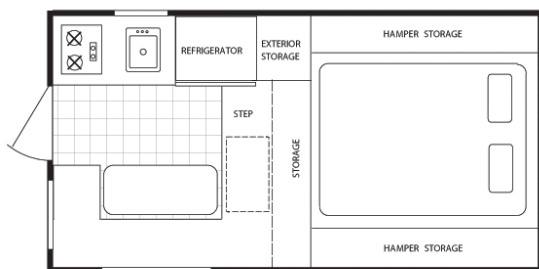 HAMPER STORAGE
REFRIGERATOR
EXTERIOR
STORAGE
STEP
STORAGE
HAMPER STORAGE